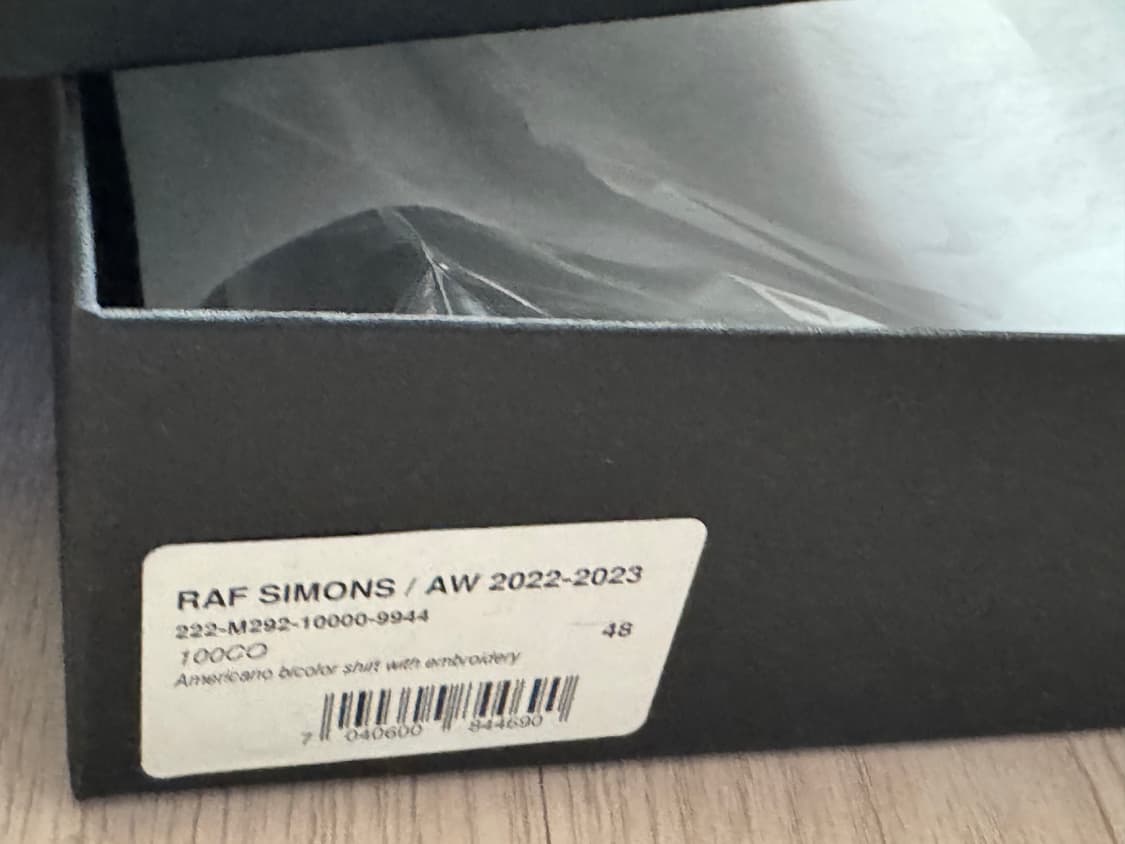 RAF SIMONS / AW 2022-2023
222-M292-10000-9944
48
100CO
Americano bicolor shirt with embroidery
7 040600 844690